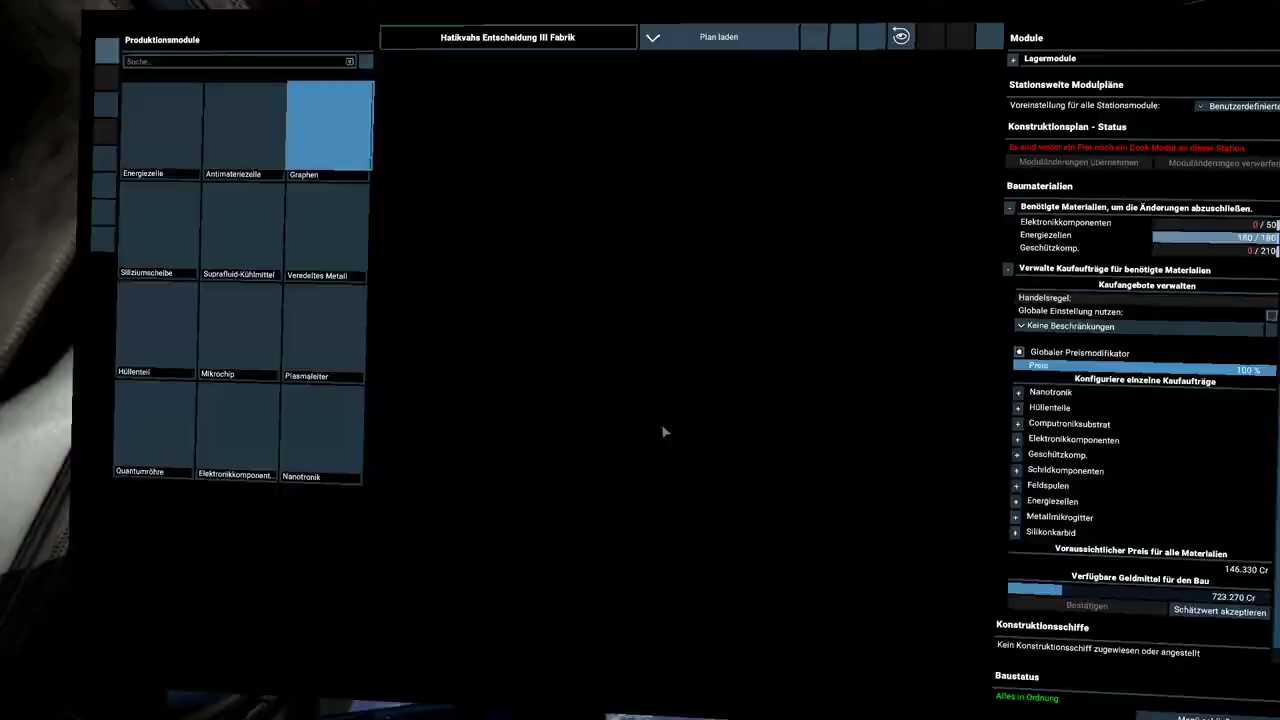 Produktionsmodule
Suche...
Energiezelle
Antimateriezelle
Graphen
Siliziumscheibe
Suprafluid-Kühlmittel
Veredeltes Metall
Hüllenteil
Mikrochip
Plasmaleiter
Quantumröhre
Elektronikkomponent...
Nanotronik
Hatikvahs Entscheidung III Fabrik
Plan laden
Module
Lagermodule
Stationsweite Modulpläne
Voreinstellung für alle Stationsmodule:
Benutzerdefinierte
Konstruktionsplan - Status
Es sind weder ein Pier noch ein Dock Modul an dieser Station
Moduländerungen übernehmen
Moduländerungen verwerfen
Baumaterialien
Benötigte Materialien, um die Änderungen abzuschließen.
Elektronikkomponenten 0 / 50
Energiezellen 180 / 180
Geschützkomp. 0 / 210
Verwalte Kaufaufträge für benötigte Materialien
Kaufangebote verwalten
Handelsregel:
Globale Einstellung nutzen:
Keine Beschränkungen
Globaler Preismodifikator
Preis 100 %
Konfiguriere einzelne Kaufaufträge
Nanotronik
Hüllenteile
Computroniksubstrat
Elektronikkomponenten
Geschützkomp.
Schildkomponenten
Feldspulen
Energiezellen
Metallmikrogitter
Silikonkarbid
Voraussichtlicher Preis für alle Materialien
146.330 Cr
Verfügbare Geldmittel für den Bau
723.270 Cr
Bestätigen
Schätzwert akzeptieren
Konstruktionsschiffe
Kein Konstruktionsschiff zugewiesen oder angestellt
Baustatus
Alles in Ordnung.